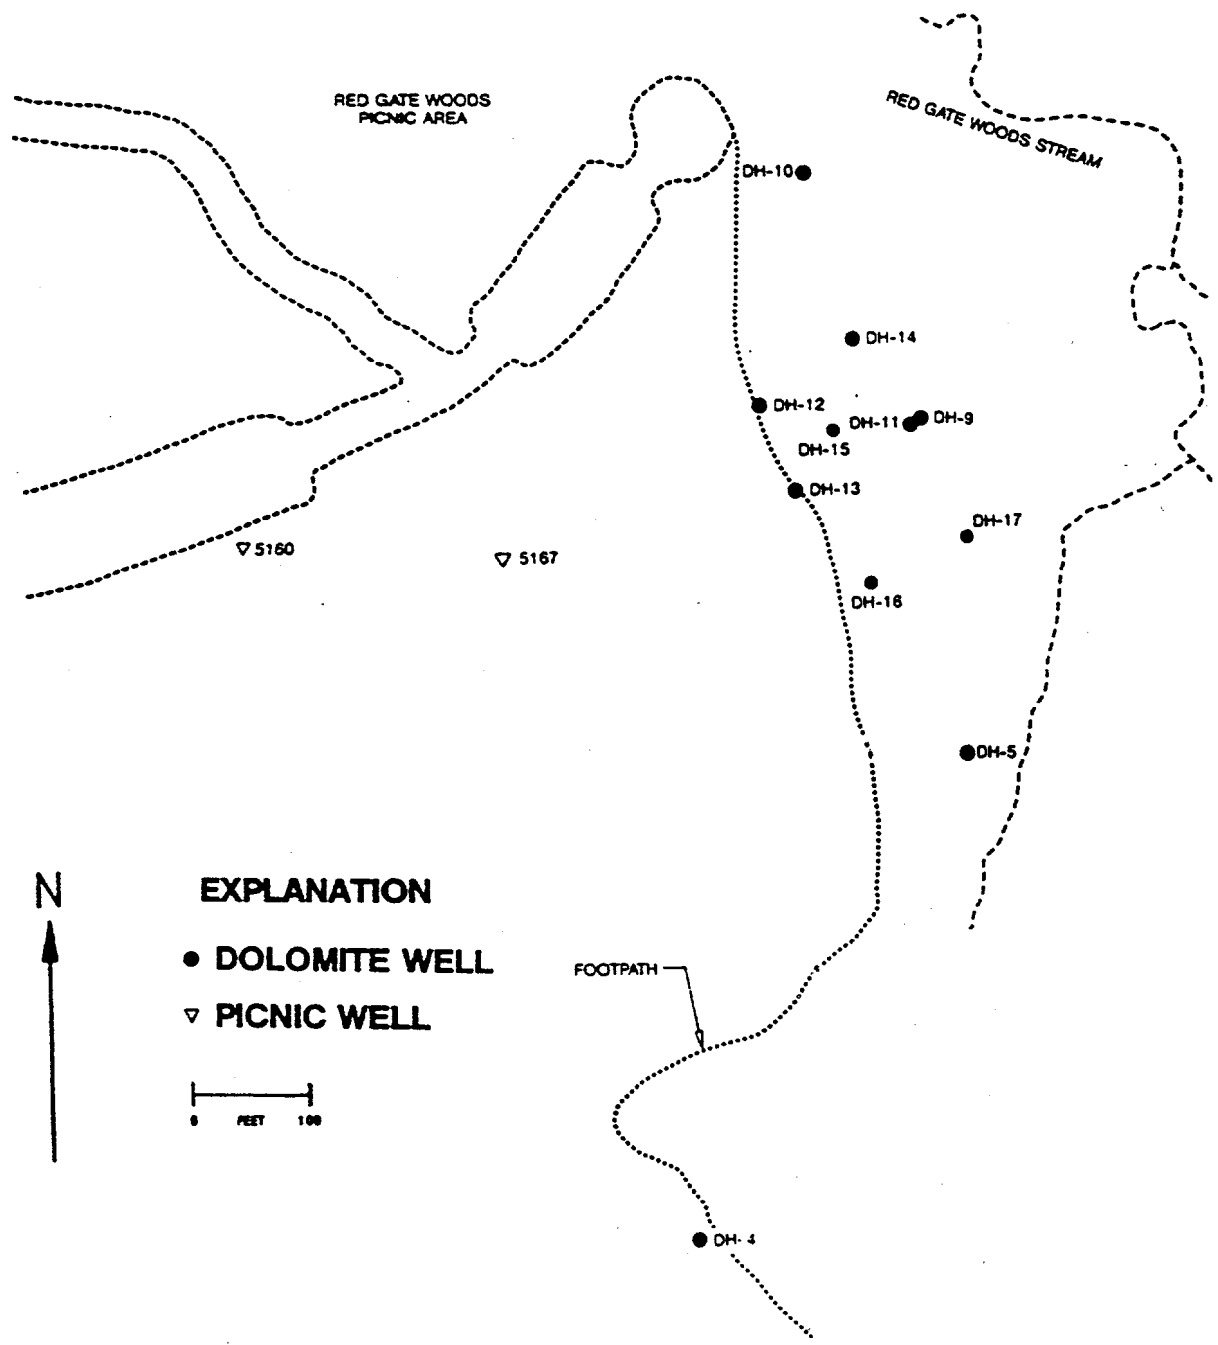 RED GATE WOODS
PICNIC AREA
RED GATE WOODS STREAM
DH-10
DH-14
DH-12
DH-11
DH-9
DH-15
DH-13
DH-17
5160
5167
DH-16
DH-5
N
EXPLANATION
DOLOMITE WELL
FOOTPATH
PICNIC WELL
0 FEET 100
DH-4